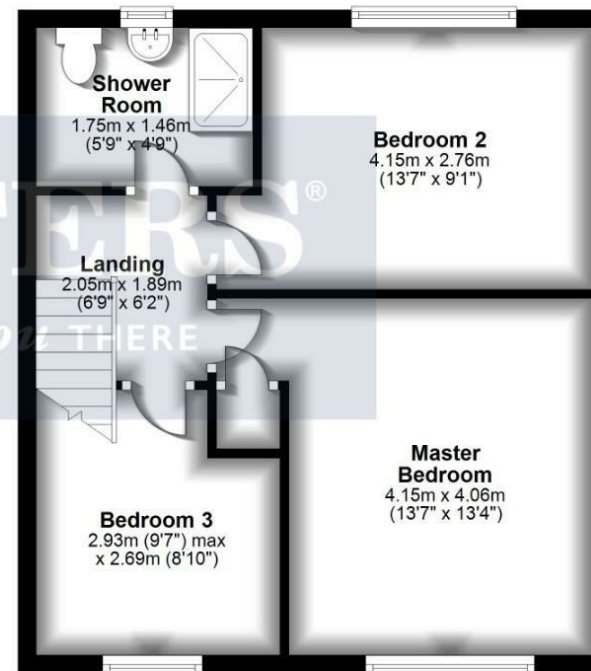 Shower
Room
1.75m x 1.46m
(5'9" x 4'9")
Bedroom 2
4.15m x 2.76m
(13'7" x 9'1")
TERS®
Landing
2.05m x 1.89m
(6'9" x 6'2")
you THERE
Master
Bedroom
4.15m x 4.06m
(13'7" x 13'4")
Bedroom 3
2.93m (9'7") max
x 2.69m (8'10")